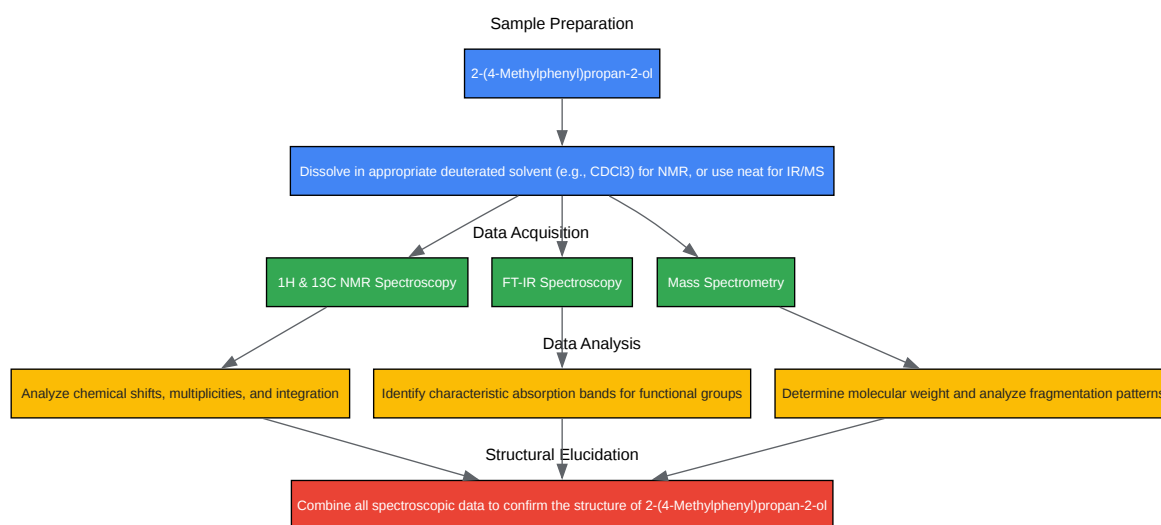 Sample Preparation
2-(4-Methylphenyl)propan-2-ol
Dissolve in appropriate deuterated solvent (e.g., CDCl3) for NMR, or use neat for IR/MS
Data Acquisition
1H & 13C NMR Spectroscopy
FT-IR Spectroscopy
Mass Spectrometry
Data Analysis
Analyze chemical shifts, multiplicities, and integration
Identify characteristic absorption bands for functional groups
Determine molecular weight and analyze fragmentation patterns
Structural Elucidation
Combine all spectroscopic data to confirm the structure of 2-(4-Methylphenyl)propan-2-ol